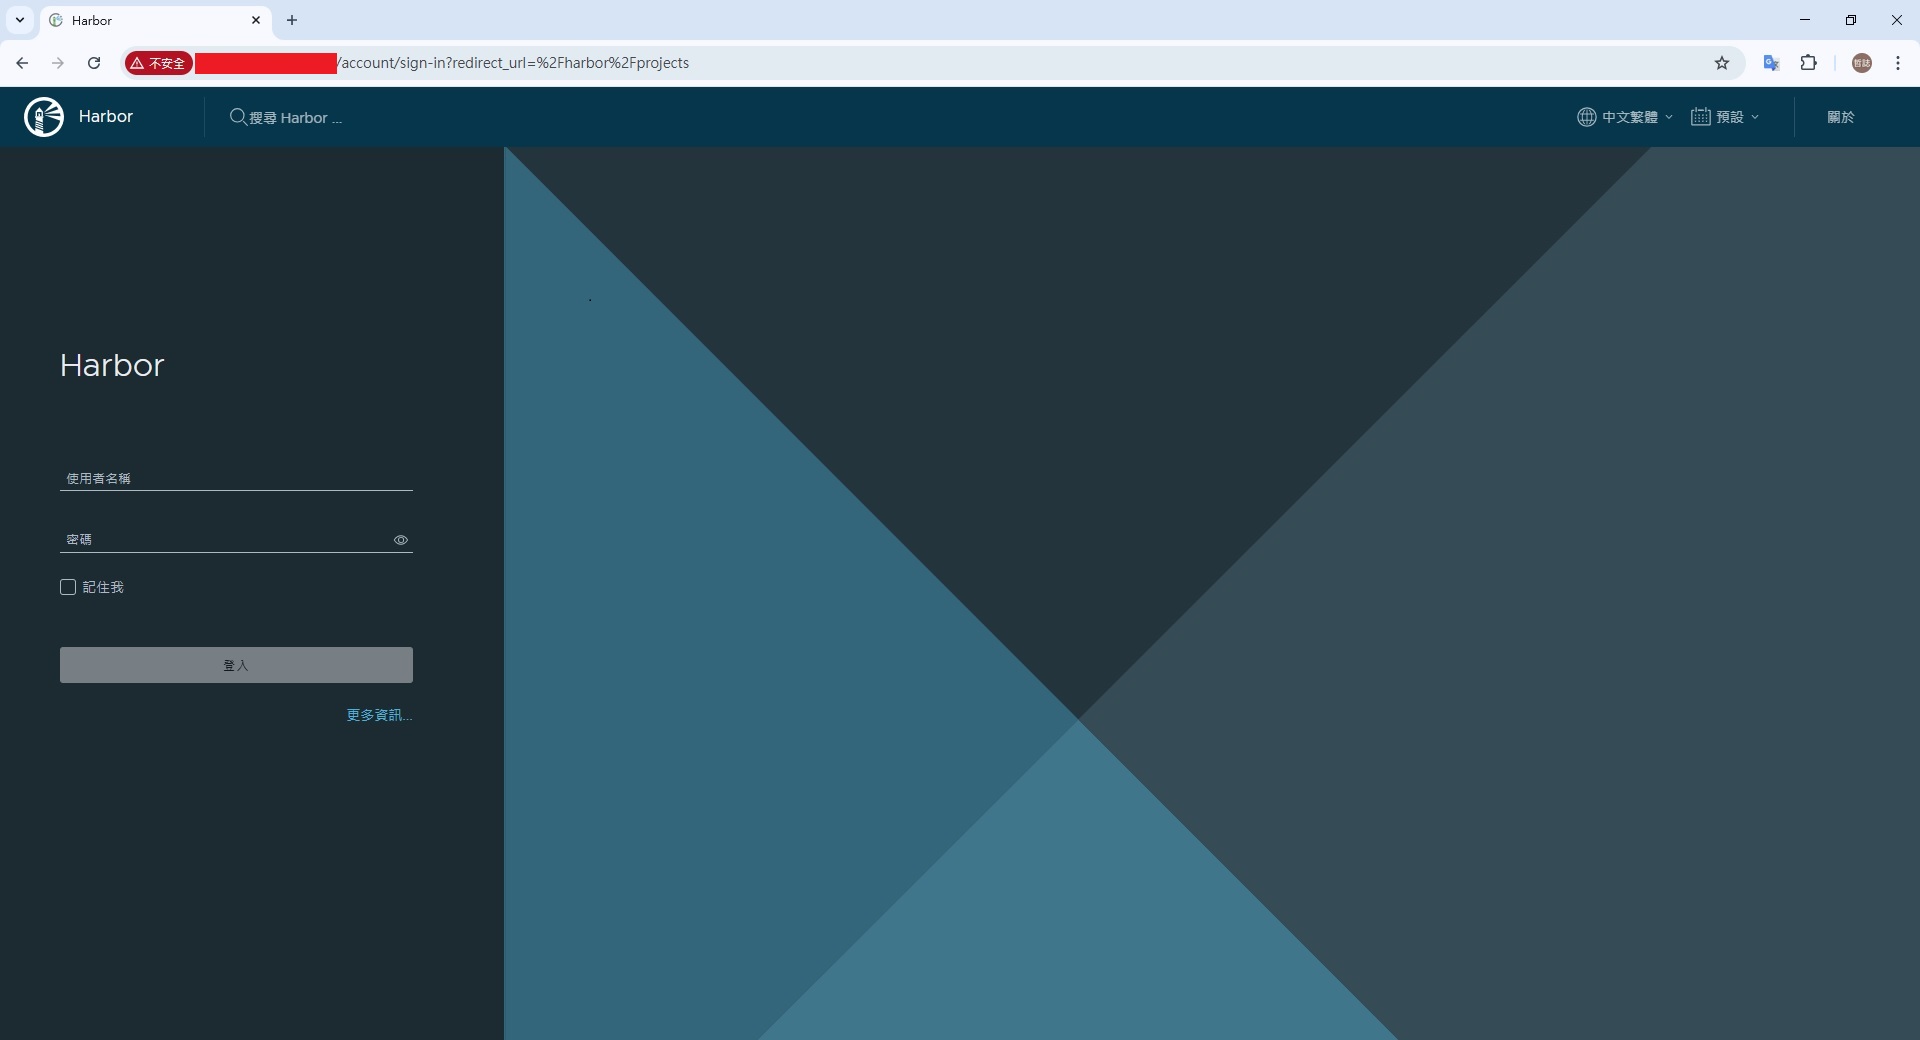 Harbor
不安全
/account/sign-in?redirect_url=%2Fharbor%2Fprojects
哲誌
Harbor
搜尋 Harbor ...
中文繁體
預設
關於
Harbor
使用者名稱
密碼
記住我
登入
更多資訊...